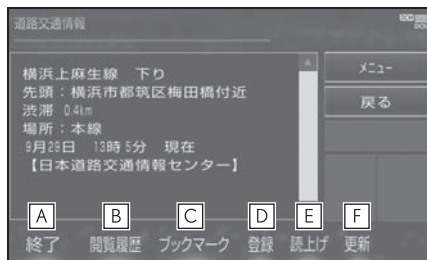 道路交通情報
横浜上麻生線 下り
先頭：横浜市都筑区梅田橋付近
渋滞 0.4km
場所：本線
9月29日 13時 5分 現在
【日本道路交通情報センター】
メニュー
戻る
A B C D E F
終了 閲覧履歴 ブックマーク 登録 読上げ 更新